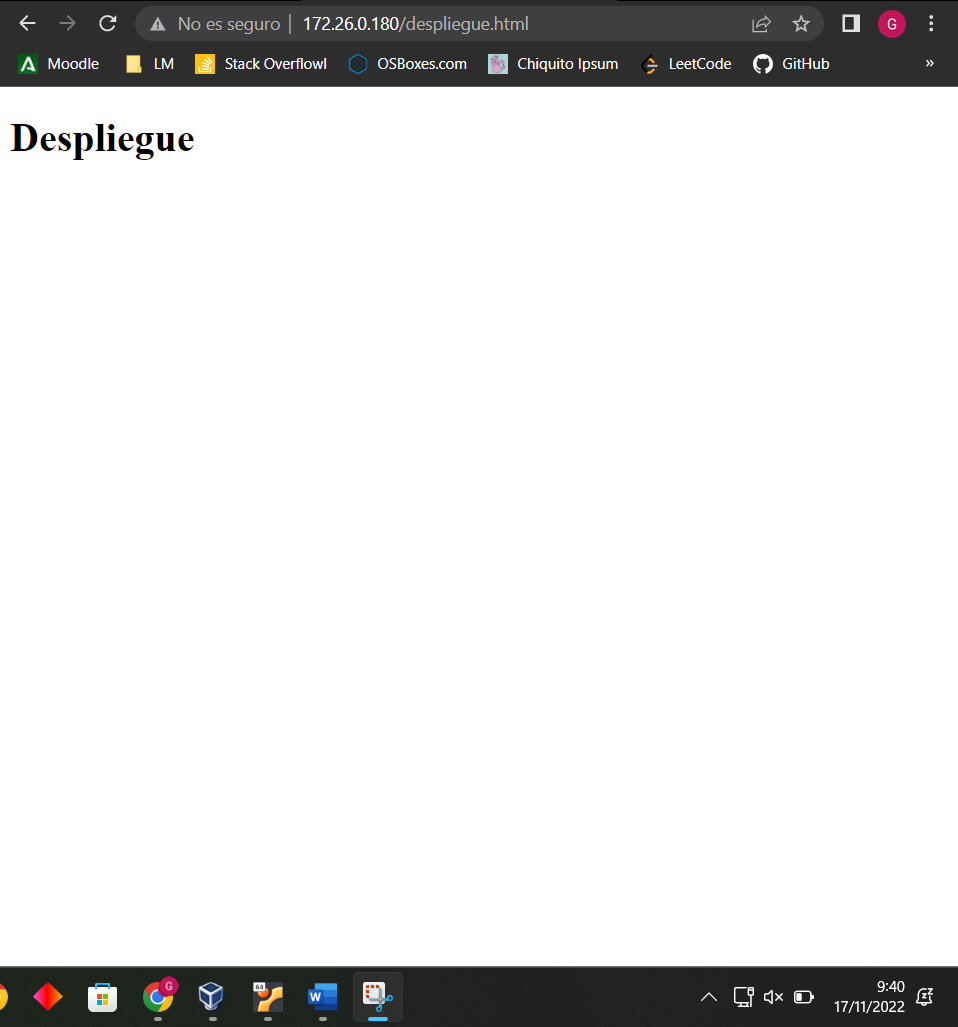 No es seguro | 172.26.0.180/despliegue.html
G
Moodle LM Stack Overflowl OSBoxes.com Chiquito Ipsum LeetCode GitHub »
Despliegue
G
64
W
9:40
17/11/2022